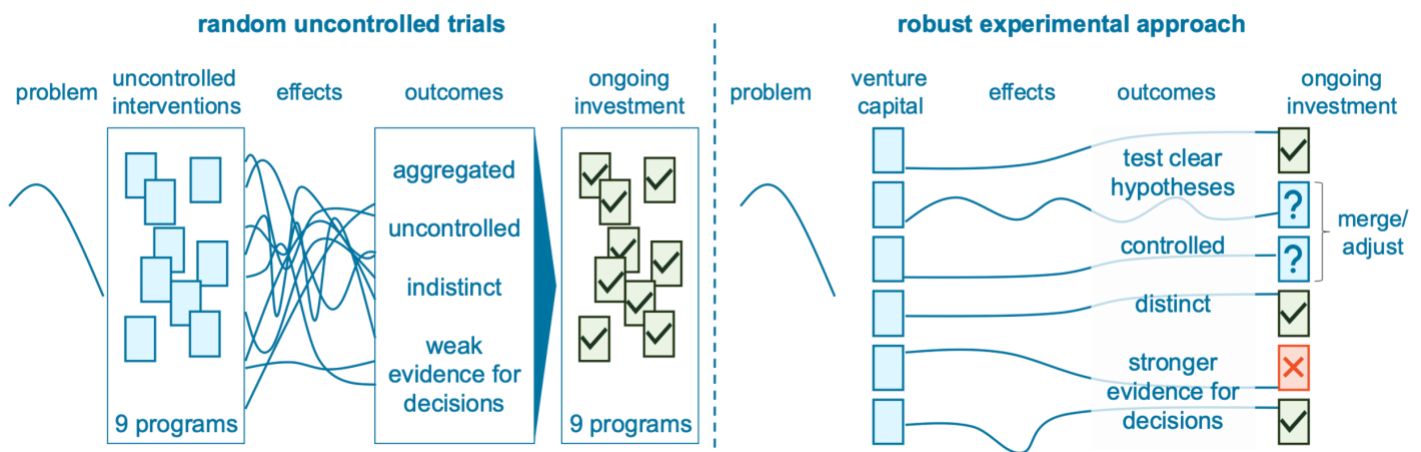 random uncontrolled trials
problem
uncontrolled
interventions
effects
outcomes
ongoing
investment
aggregated
uncontrolled
indistinct
weak
evidence for
decisions
9 programs
9 programs
robust experimental approach
problem
venture
capital
effects
outcomes
ongoing
investment
test clear
hypotheses
controlled
distinct
stronger
evidence for
decisions
?
?
merge/
adjust